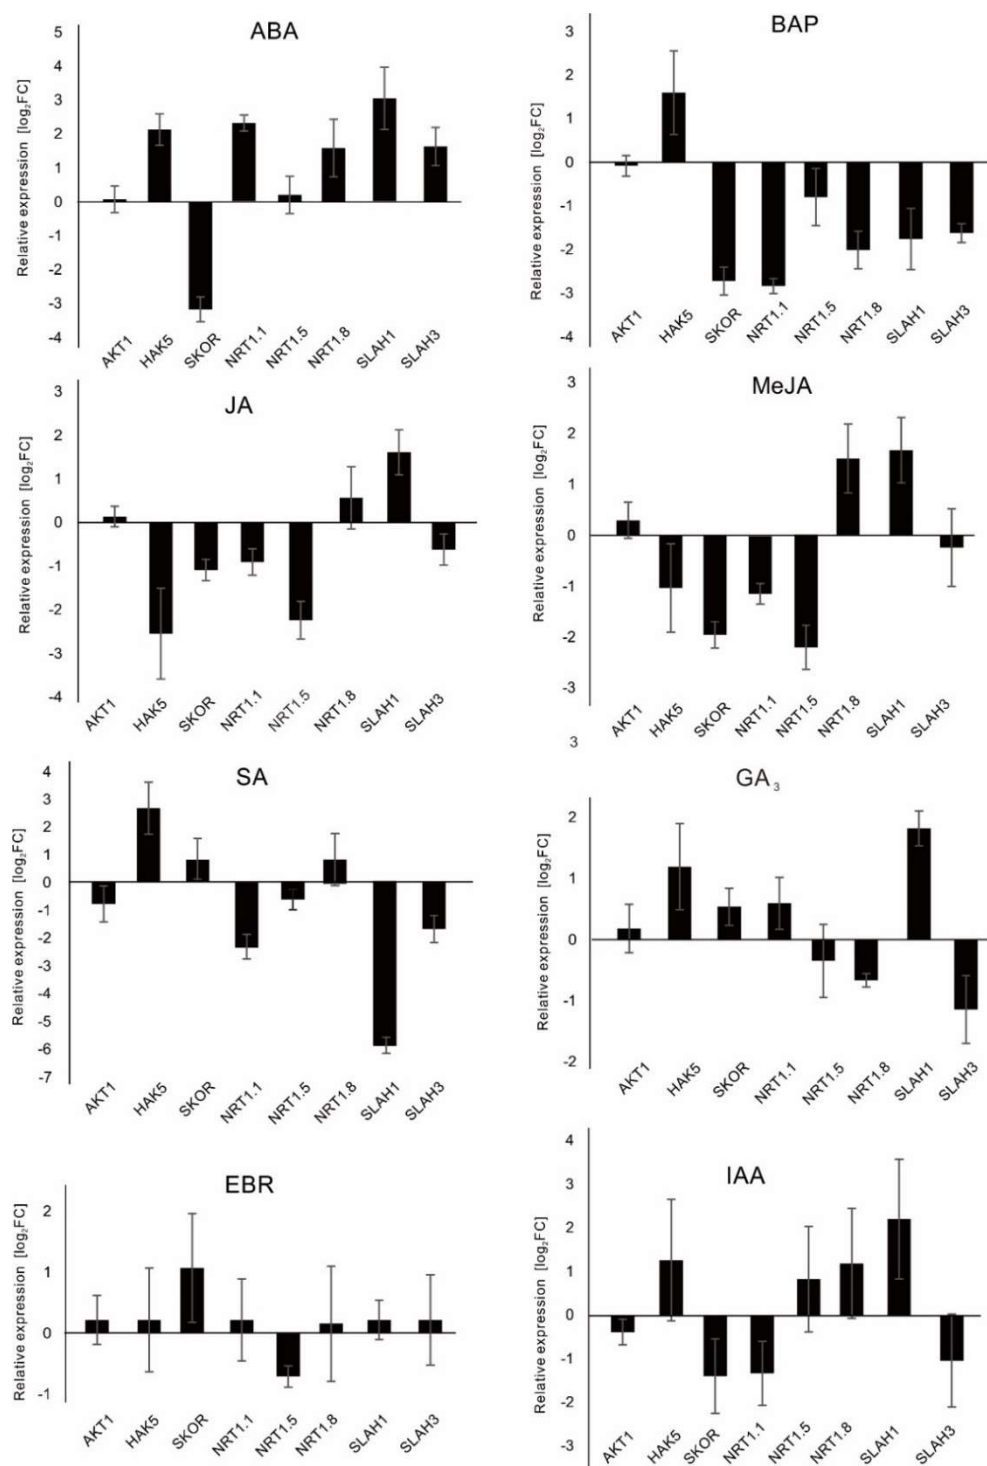 ABA
Relative expression [log₂FC]
5
4
3
2
1
0
-1
-2
-3
-4
AKT1 HAK5 SKOR NRT1.1 NRT1.5 NRT1.8 SLAH1 SLAH3
BAP
Relative expression [log₂FC]
3
2
1
0
-1
-2
-3
-4
AKT1 HAK5 SKOR NRT1.1 NRT1.5 NRT1.8 SLAH1 SLAH3
JA
Relative expression [log₂FC]
3
2
1
0
-1
-2
-3
-4
AKT1 HAK5 SKOR NRT1.1 NRT1.5 NRT1.8 SLAH1 SLAH3
MeJA
Relative expression [log₂FC]
3
2
1
0
-1
-2
-3
AKT1 HAK5 SKOR NRT1.1 NRT1.5 NRT1.8 SLAH1 SLAH3
SA
Relative expression [log₂FC]
4
3
2
1
0
-1
-2
-3
-4
-5
-6
-7
AKT1 HAK5 SKOR NRT1.1 NRT1.5 NRT1.8 SLAH1 SLAH3
GA₃
Relative expression [log₂FC]
3
2
1
0
-1
-2
AKT1 HAK5 SKOR NRT1.1 NRT1.5 NRT1.8 SLAH1 SLAH3
EBR
Relative expression [log₂FC]
2
1
0
-1
AKT1 HAK5 SKOR NRT1.1 NRT1.5 NRT1.8 SLAH1 SLAH3
IAA
Relative expression [log₂FC]
4
3
2
1
0
-1
-2
-3
AKT1 HAK5 SKOR NRT1.1 NRT1.5 NRT1.8 SLAH1 SLAH3